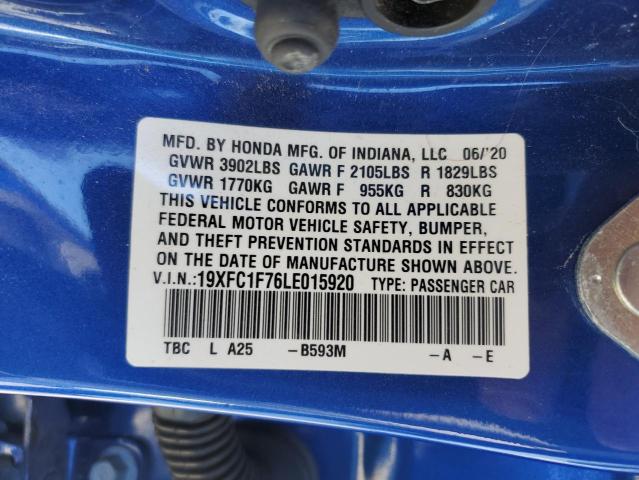 MFD. BY HONDA MFG. OF INDIANA, LLC 06/'20
GVWR 3902LBS GAWR F 2105LBS R 1829LBS
GVWR 1770KG GAWR F 955KG R 830KG
THIS VEHICLE CONFORMS TO ALL APPLICABLE
FEDERAL MOTOR VEHICLE SAFETY, BUMPER,
AND THEFT PREVENTION STANDARDS IN EFFECT
ON THE DATE OF MANUFACTURE SHOWN ABOVE.
V.I.N.:19XFC1F76LE015920 TYPE: PASSENGER CAR
TBC L A25 -B593M -A -E